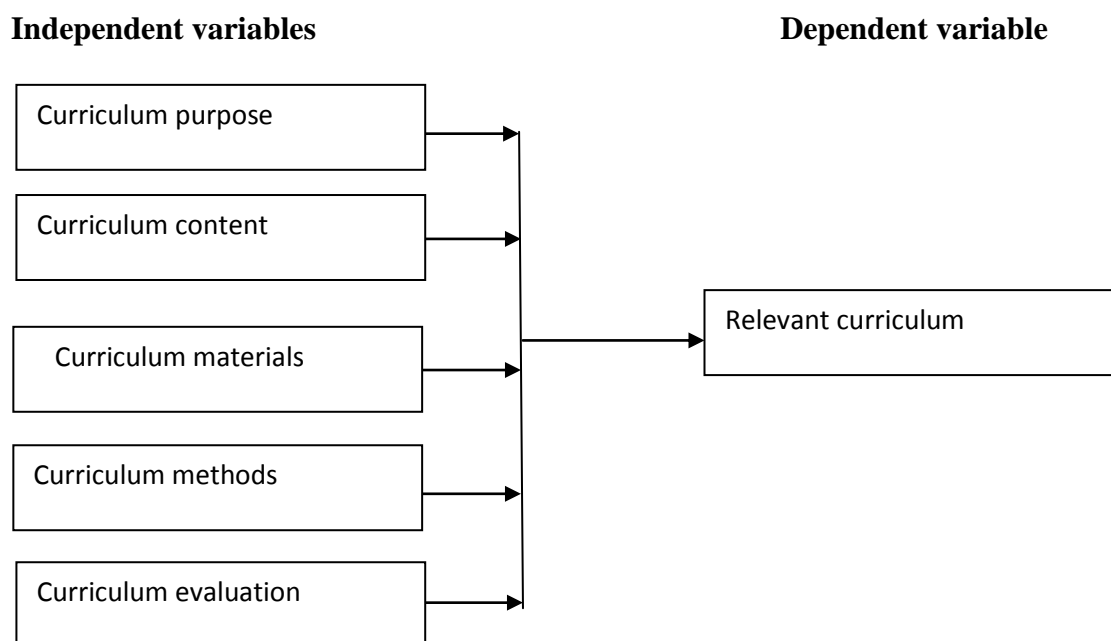 Independent variables
Dependent variable
Curriculum purpose
Curriculum content
Curriculum materials
Relevant curriculum
Curriculum methods
Curriculum evaluation